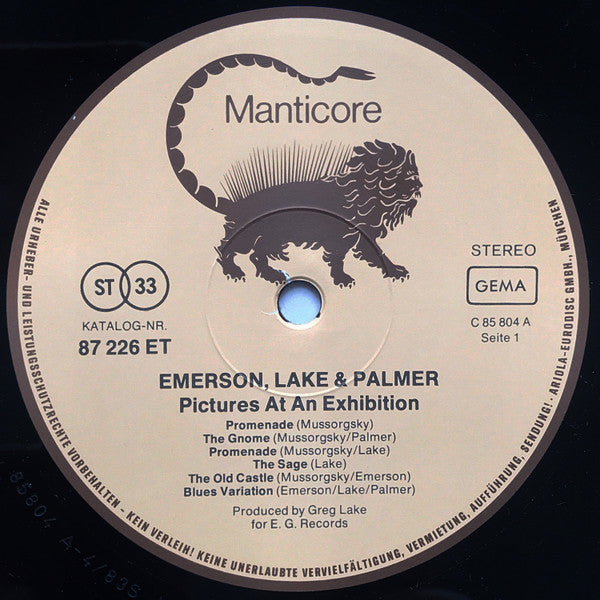 Manticore
STEREO
GEMA
C 85 804 A
Seite 1
ST 33
KATALOG-NR.
87 226 ET
EMERSON, LAKE & PALMER
Pictures At An Exhibition
Promenade (Mussorgsky)
The Gnome (Mussorgsky/Palmer)
Promenade (Mussorgsky/Lake)
The Sage (Lake)
The Old Castle (Mussorgsky/Emerson)
Blues Variation (Emerson/Lake/Palmer)
Produced by Greg Lake
for E. G. Records
ALLE URHEBER- UND LEISTUNGSSCHUTZRECHTE VORBEHALTEN - KEIN VERLEIH! KEINE UNERLAUBTE VERVIELFÄLTIGUNG, VERMIETUNG, AUFFÜHRUNG, SENDUNG! · ARIOLA-EURODISC GMBH., MÜNCHEN